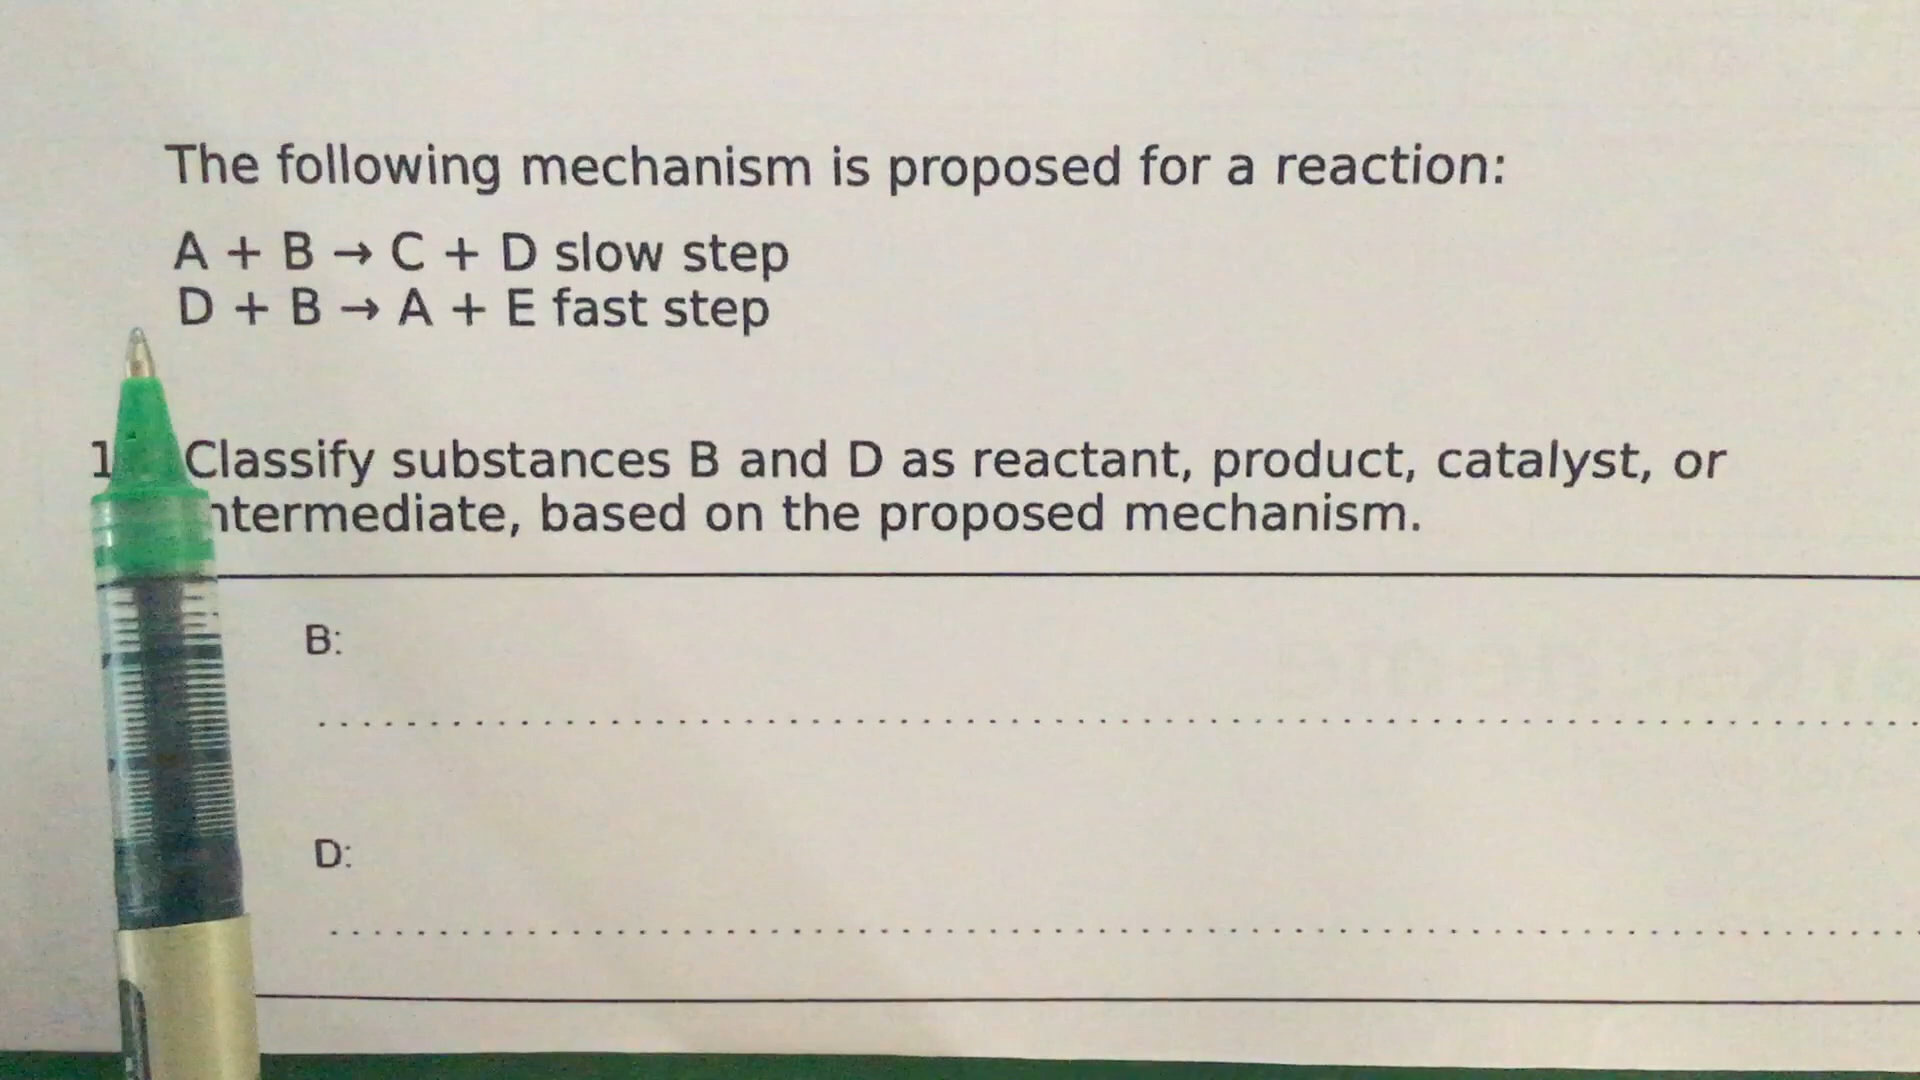 The following mechanism is proposed for a reaction:
A + B → C + D slow step
D + B → A + E fast step
1 Classify substances B and D as reactant, product, catalyst, or
ntermediate, based on the proposed mechanism.
B:
D: